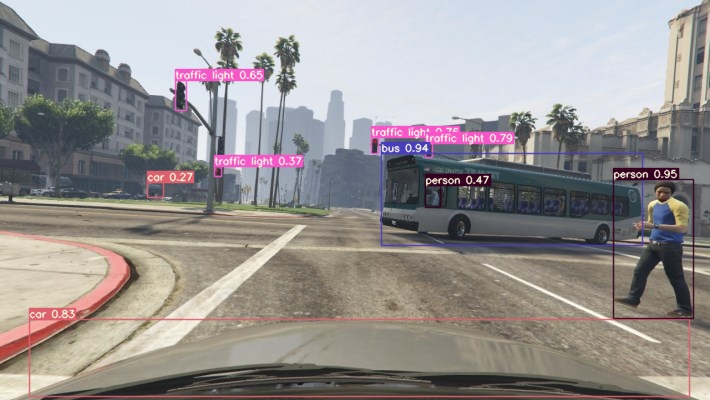 traffic light 0.65
traffic light 0.76
traffic light 0.79
bus 0.94
traffic light 0.37
car 0.27
person 0.47
person 0.95
car 0.83